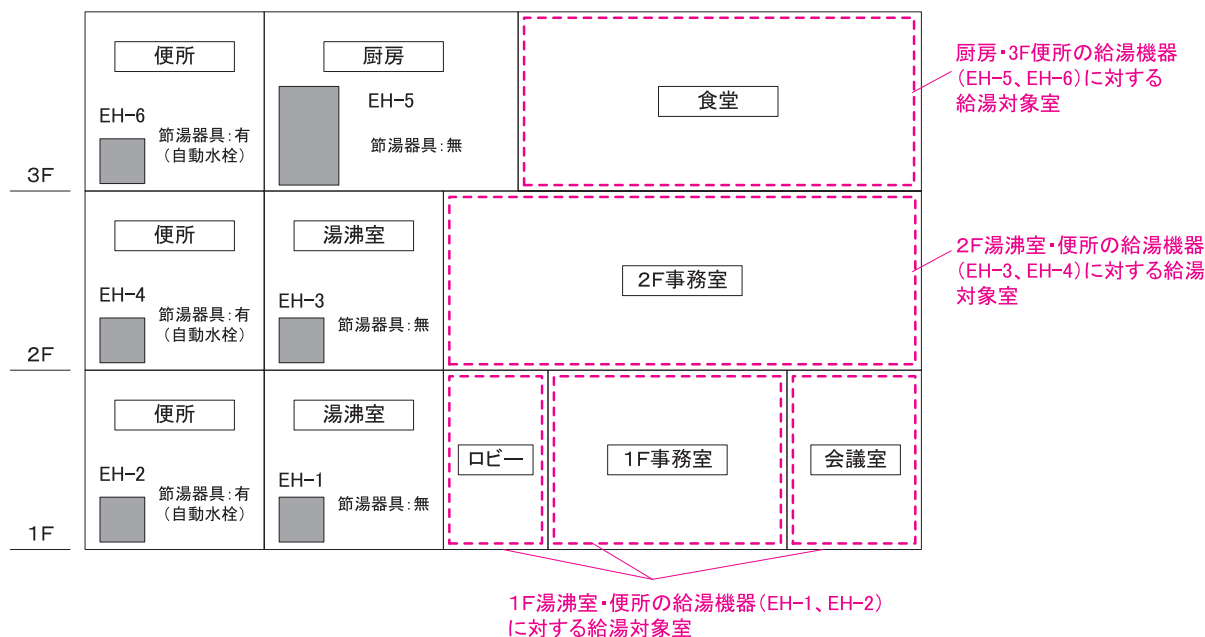 便所
厨房
食堂
EH-6
節湯器具:有
(自動水栓)
EH-5
節湯器具:無
3F
厨房・3F便所の給湯機器
(EH-5、EH-6)に対する
給湯対象室
便所
湯沸室
2F事務室
EH-4
節湯器具:有
(自動水栓)
EH-3
節湯器具:無
2F
2F湯沸室・便所の給湯機器
(EH-3、EH-4)に対する給湯
対象室
便所
湯沸室
ロビー
1F事務室
会議室
EH-2
節湯器具:有
(自動水栓)
EH-1
節湯器具:無
1F
1F湯沸室・便所の給湯機器(EH-1、EH-2)
に対する給湯対象室